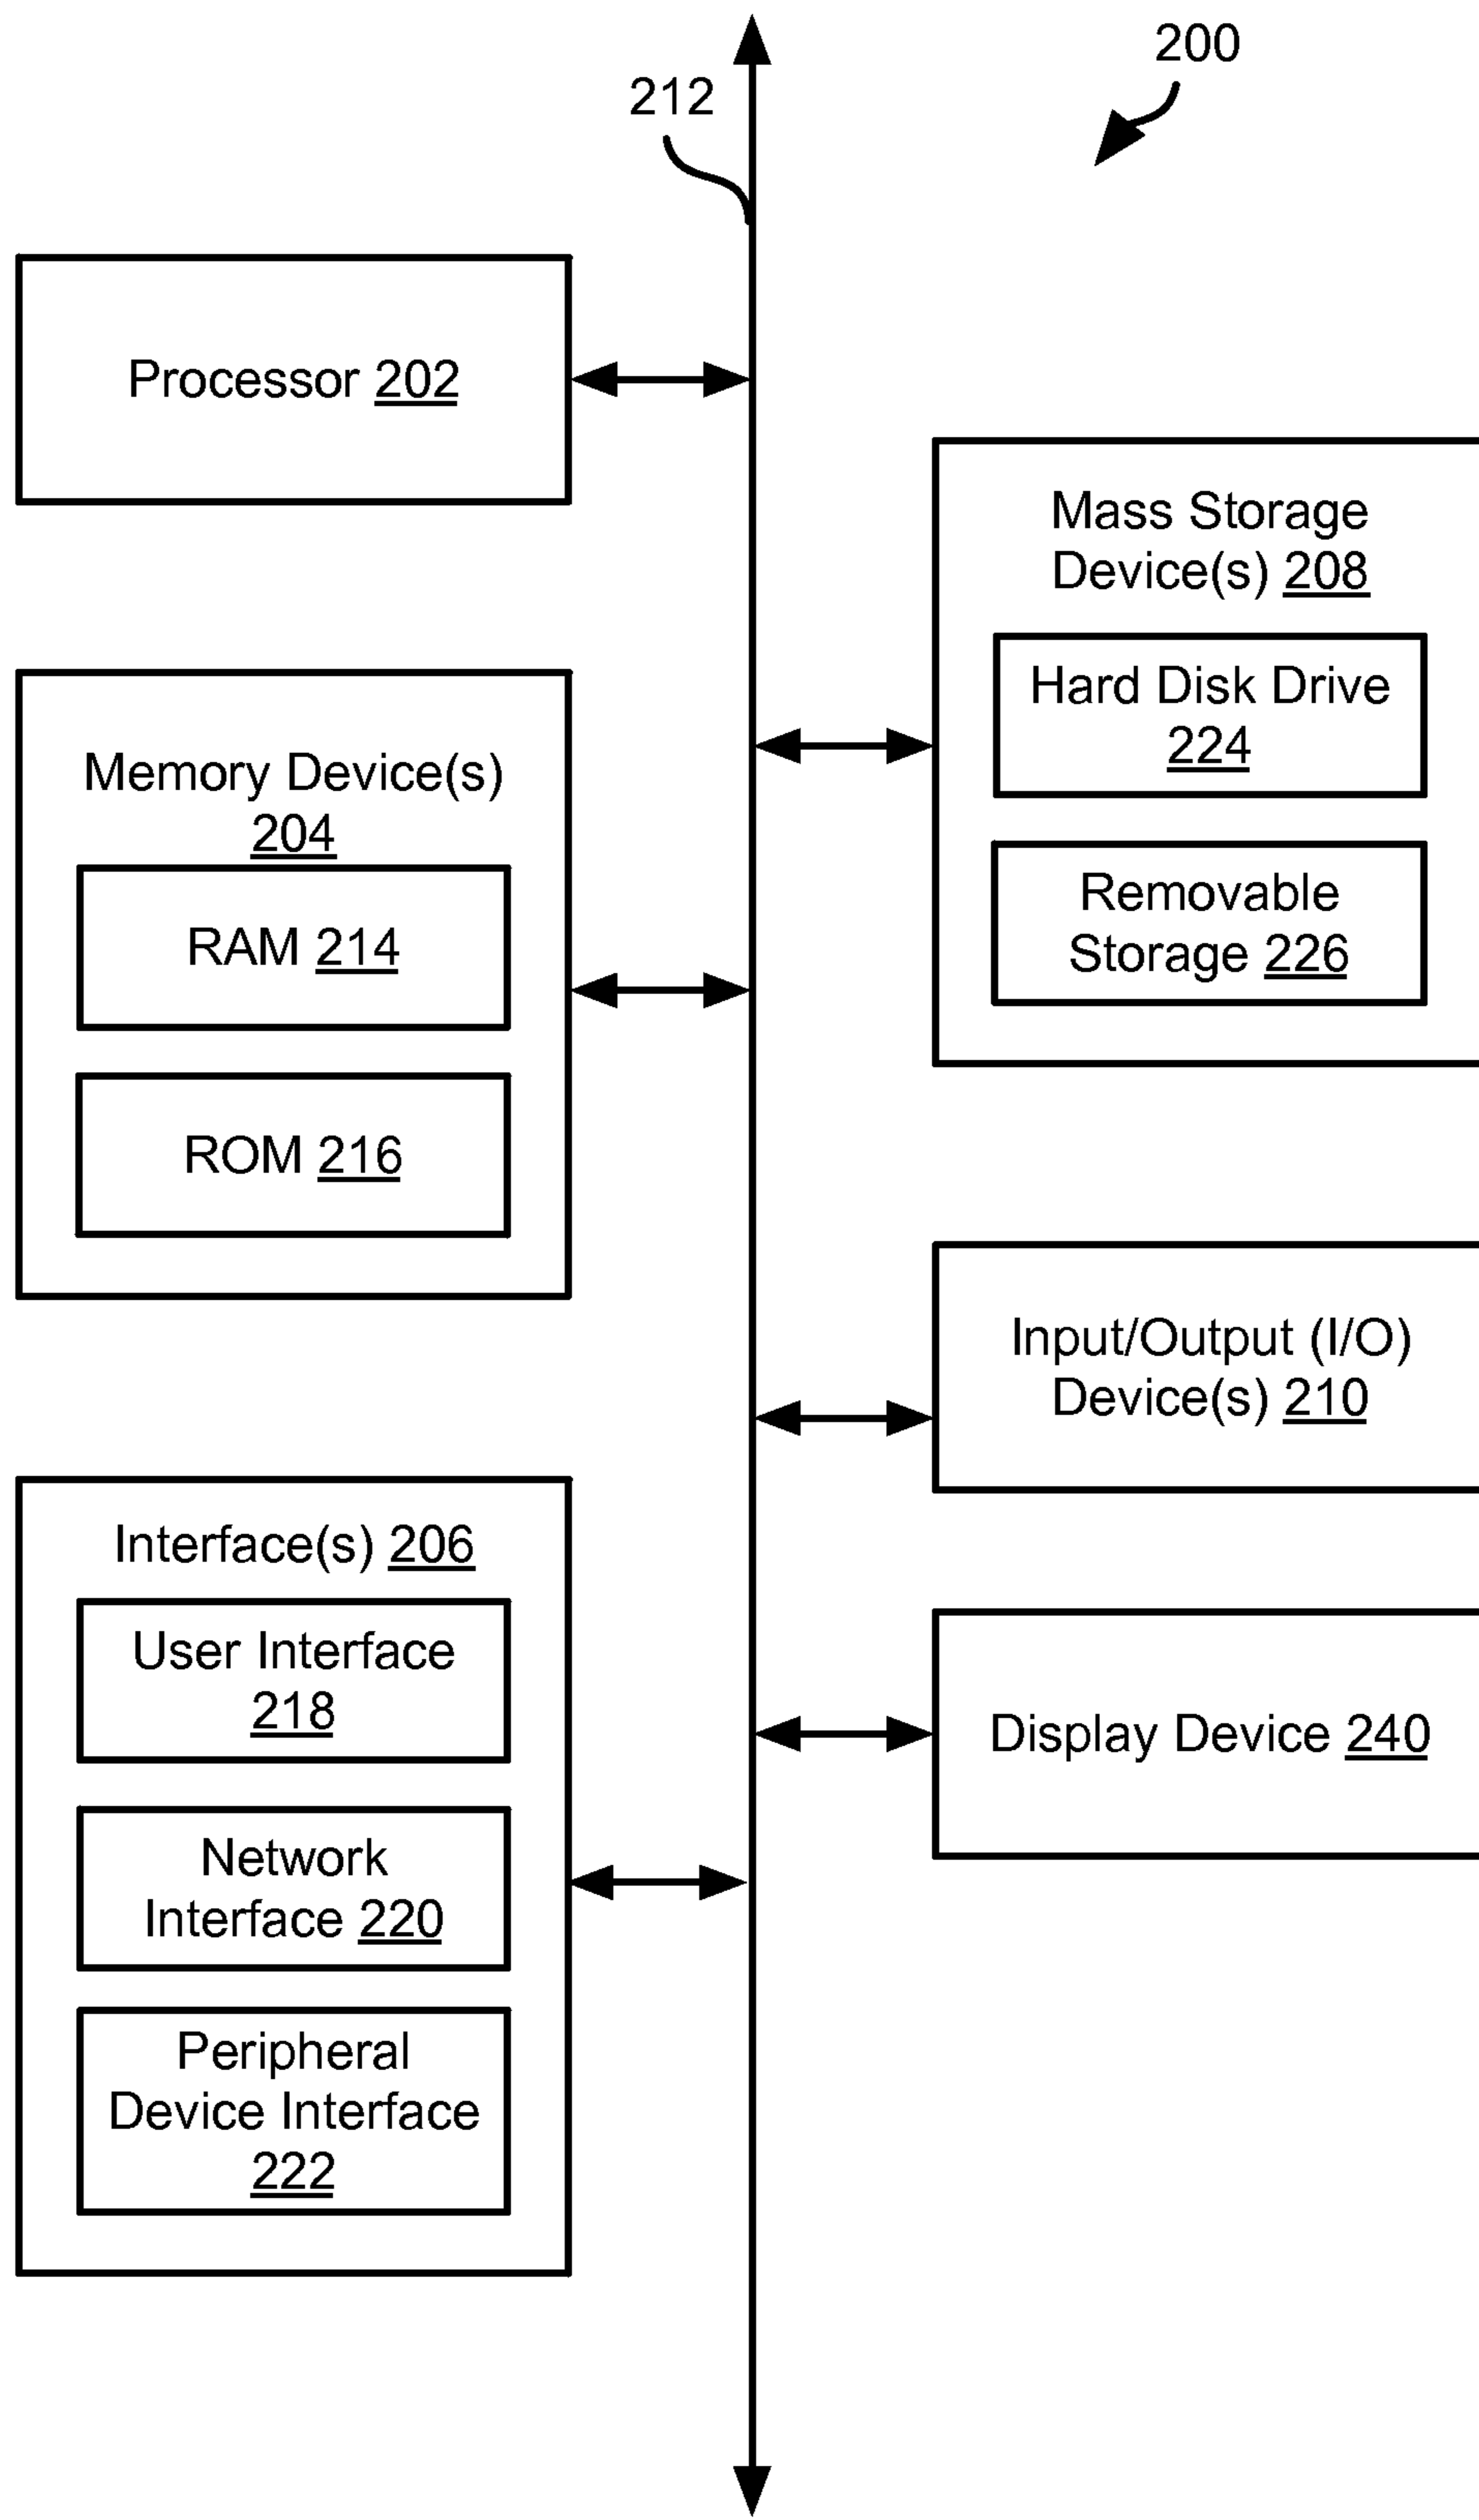 200
212
Processor 202
Memory Device(s)
204
RAM 214
ROM 216
Interface(s) 206
User Interface
218
Network
Interface 220
Peripheral
Device Interface
222
Mass Storage
Device(s) 208
Hard Disk Drive
224
Removable
Storage 226
Input/Output (I/O)
Device(s) 210
Display Device 240